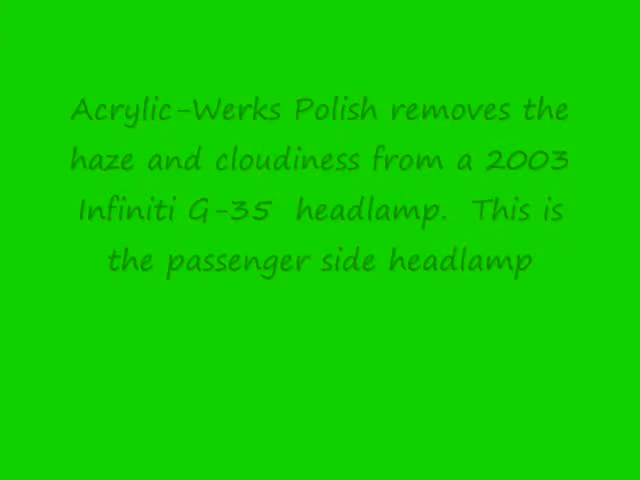 Acrylic-Werks Polish removes the
haze and cloudiness from a 2003
Infiniti G-35  headlamp.  This is
the passenger side headlamp